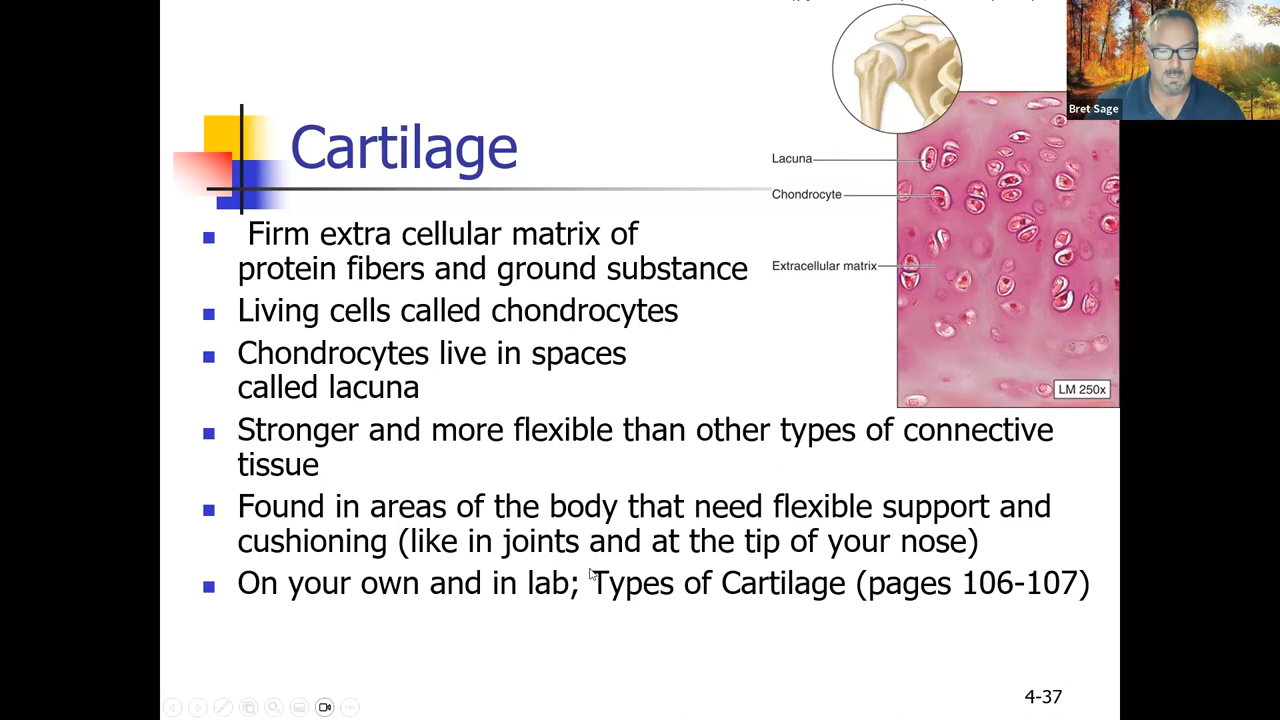 Bret Sage
Cartilage
Lacuna
Chondrocyte
Extracellular matrix
LM 250x
Firm extra cellular matrix of
protein fibers and ground substance
Living cells called chondrocytes
Chondrocytes live in spaces
called lacuna
Stronger and more flexible than other types of connective
tissue
Found in areas of the body that need flexible support and
cushioning (like in joints and at the tip of your nose)
On your own and in lab; Types of Cartilage (pages 106-107)
4-37